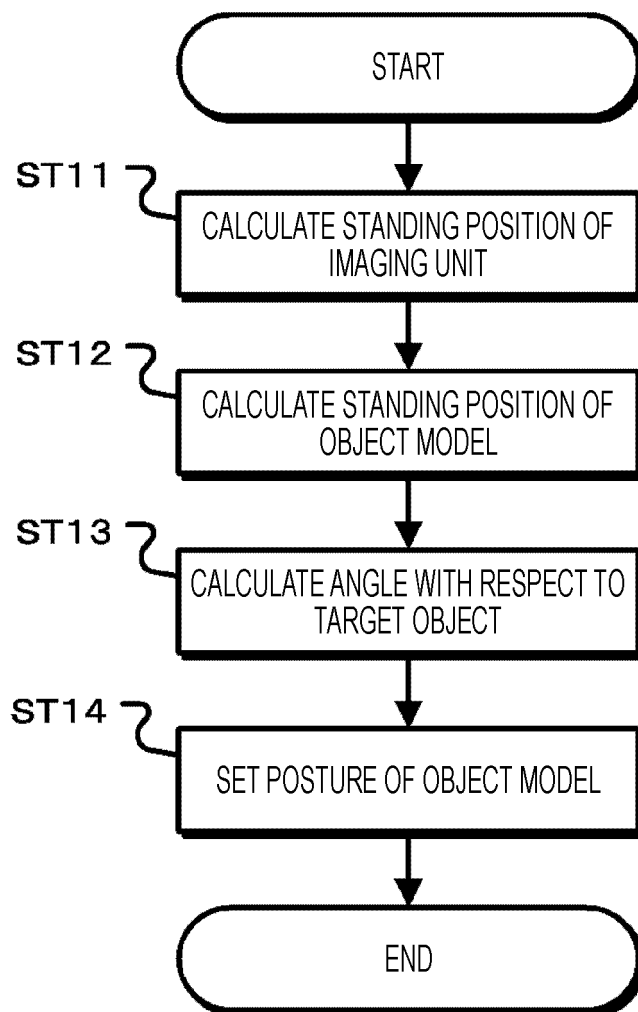 START
ST11
CALCULATE STANDING POSITION OF
IMAGING UNIT
ST12
CALCULATE STANDING POSITION OF
OBJECT MODEL
ST13
CALCULATE ANGLE WITH RESPECT TO
TARGET OBJECT
ST14
SET POSTURE OF OBJECT MODEL
END